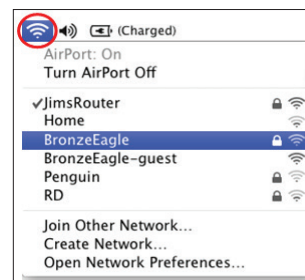 (Charged)
AirPort: On
Turn AirPort Off
✓JimsRouter
Home
BronzeEagle
BronzeEagle-guest
Penguin
RD
Join Other Network...
Create Network...
Open Network Preferences...